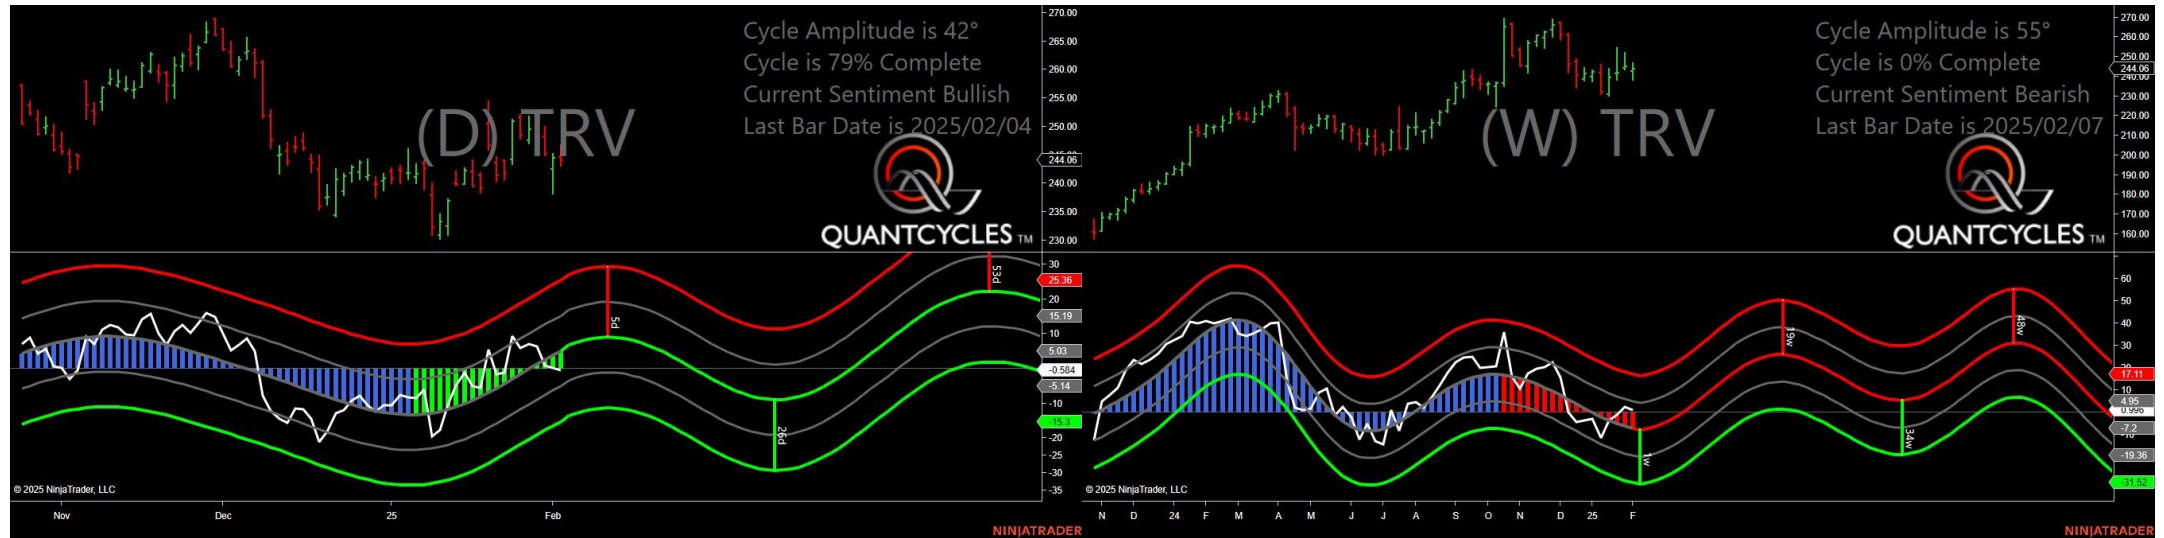 Cycle Amplitude is 42°
Cycle is 79% Complete
Current Sentiment Bullish
Last Bar Date is 2025/02/04
(D) TRV
QUANTCYCLES TM
270.00
265.00
260.00
255.00
250.00
244.06
240.00
235.00
230.00
30
25.36
20
15.19
10
5.03
-0.584
-5.14
-10
-15.3
-20
-25
-30
-35
5d
26d
53d
© 2025 NinjaTrader, LLC
Nov
Dec
25
Feb
NINJATRADER
Cycle Amplitude is 55°
Cycle is 0% Complete
Current Sentiment Bearish
Last Bar Date is 2025/02/07
(W) TRV
QUANTCYCLES TM
270.00
260.00
250.00
244.06
240.00
230.00
220.00
210.00
200.00
190.00
180.00
170.00
160.00
60
50
40
30
20
17.11
10
4.95
0.996
-7.2
-19.36
-31.52
1w
19w
34w
48w
© 2025 NinjaTrader, LLC
N
D
24
F
M
A
M
J
J
A
S
O
N
D
25
F
NINJATRADER